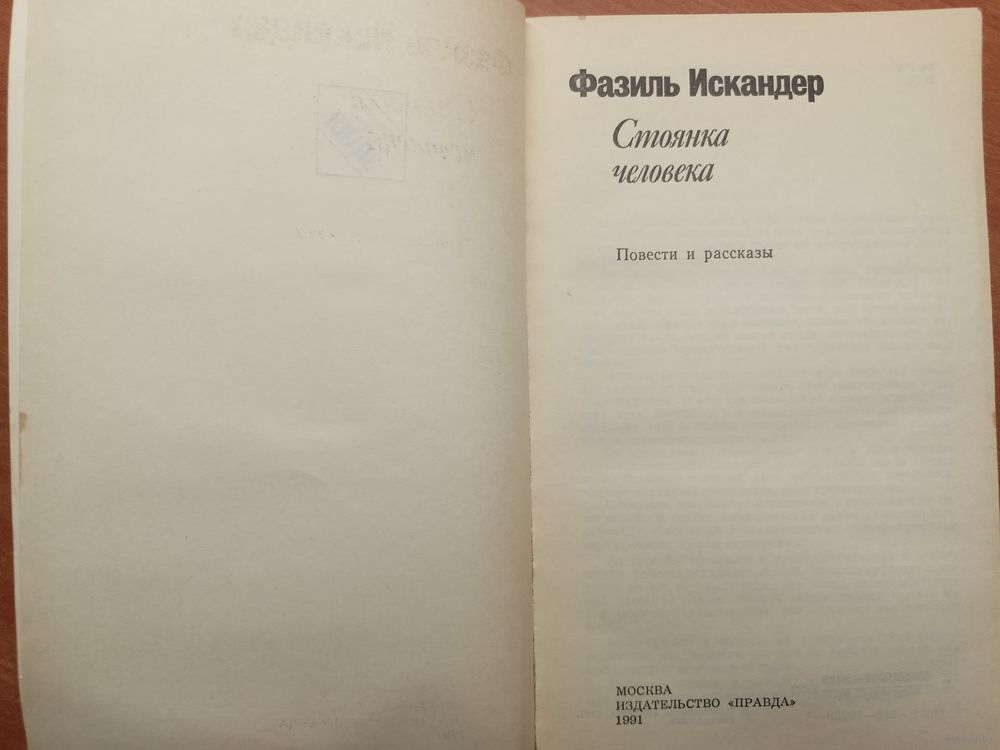 Фазиль Искандер
Стоянка
человека
Повести и рассказы
МОСКВА
ИЗДАТЕЛЬСТВО «ПРАВДА»
1991